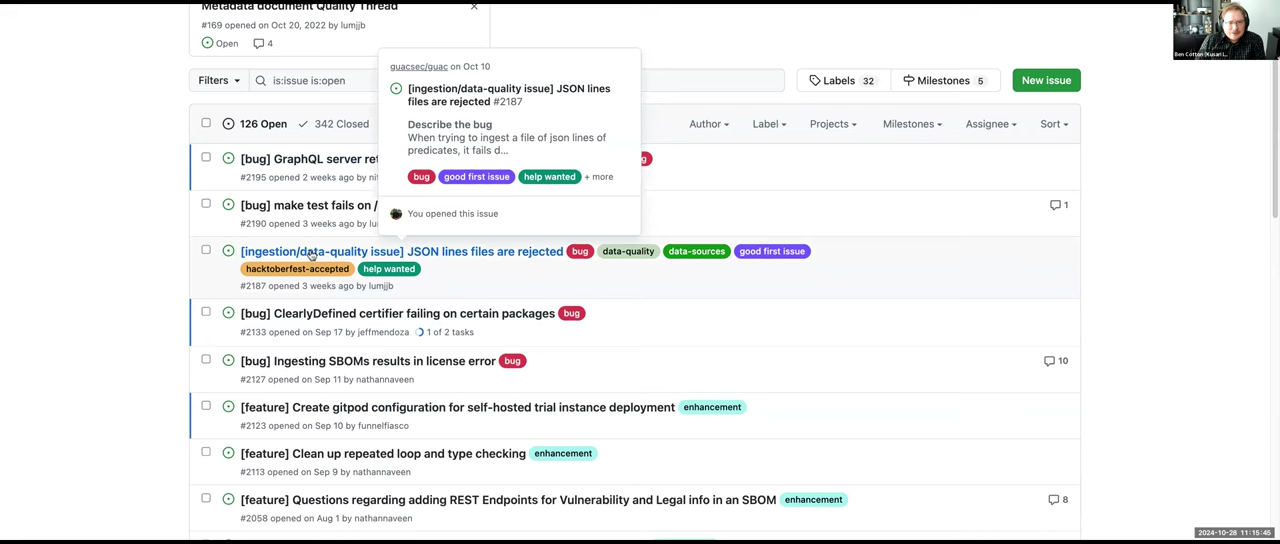 Metadata document Quality Thread
#169 opened on Oct 20, 2022 by lumjjb
Open 4
guacsec/guac on Oct 10
[ingestion/data-quality issue] JSON lines
files are rejected #2187
Describe the bug
When trying to ingest a file of json lines of
predicates, it fails d...
bug good first issue help wanted + more
You opened this issue
Filters is:issue is:open Labels 32 Milestones 5 New issue
126 Open 342 Closed Author Label Projects Milestones Assignee Sort
[bug] GraphQL server ret
#2195 opened 2 weeks ago by
[bug] make test fails on / 1
#2190 opened 3 weeks ago by
[ingestion/data-quality issue] JSON lines files are rejected bug data-quality data-sources good first issue
hacktoberfest-accepted help wanted
#2187 opened 3 weeks ago by lumjjb
[bug] ClearlyDefined certifier failing on certain packages bug
#2133 opened on Sep 17 by jeffmendoza 1 of 2 tasks
[bug] Ingesting SBOMs results in license error bug 10
#2127 opened on Sep 11 by nathannaveen
[feature] Create gitpod configuration for self-hosted trial instance deployment enhancement
#2123 opened on Sep 10 by funnelfiasco
[feature] Clean up repeated loop and type checking enhancement
#2113 opened on Sep 9 by nathannaveen
[feature] Questions regarding adding REST Endpoints for Vulnerability and Legal info in an SBOM enhancement 8
#2058 opened on Aug 1 by nathannaveen
Ben Cotton (Kusari
2024-10-28 11:15:45